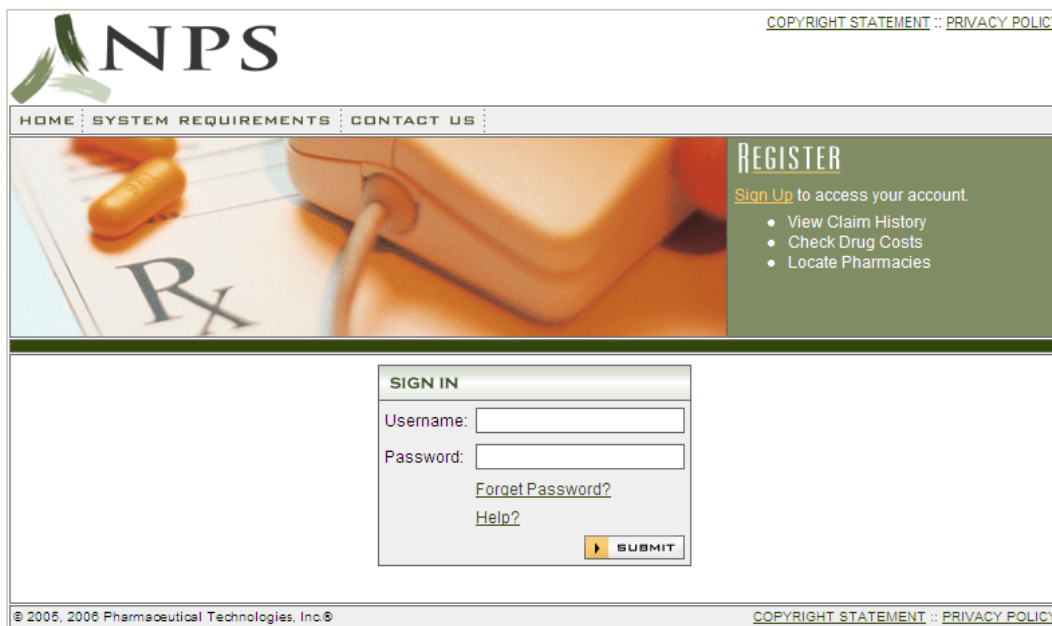 COPYRIGHT STATEMENT :: PRIVACY POLICY
NPS
HOME SYSTEM REQUIREMENTS CONTACT US
REGISTER
Sign Up to access your account.
• View Claim History
• Check Drug Costs
• Locate Pharmacies
Rx
SIGN IN
Username:
Password:
Forget Password?
Help?
SUBMIT
© 2005, 2006 Pharmaceutical Technologies, Inc.® COPYRIGHT STATEMENT :: PRIVACY POLICY